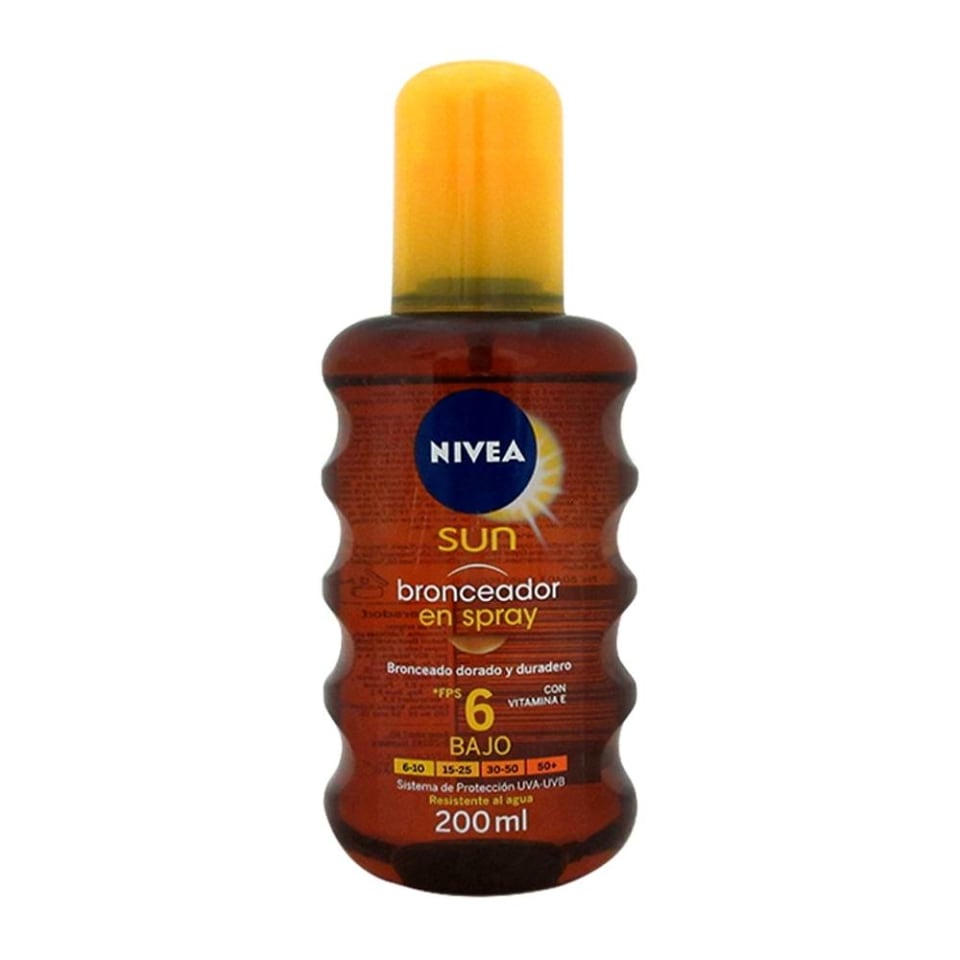 NIVEA
sun
bronceador
en spray
Bronceado dorado y duradero
*FPS 6 CON
VITAMINA E
BAJO
6-10 15-25 30-50 50+
Sistema de Protección UVA-UVB
Resistente al agua
200ml